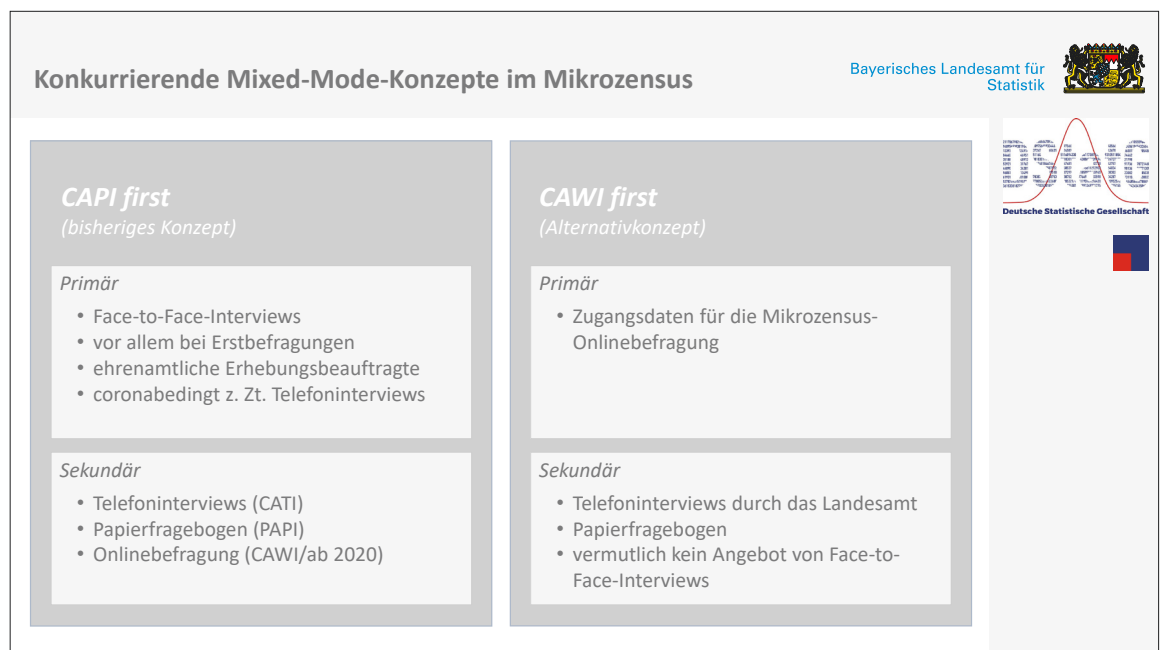 Konkurrierende Mixed-Mode-Konzepte im Mikrozensus
Bayerisches Landesamt für
Statistik
CAPI first
(bisheriges Konzept)
Primär
• Face-to-Face-Interviews
• vor allem bei Erstbefragungen
• ehrenamtliche Erhebungsbeauftragte
• coronabedingt z. Zt. Telefoninterviews
Sekundär
• Telefoninterviews (CATI)
• Papierfragebogen (PAPI)
• Onlinebefragung (CAWI/ab 2020)
CAWI first
(Alternativkonzept)
Primär
• Zugangsdaten für die Mikrozensus-
Onlinebefragung
Sekundär
• Telefoninterviews durch das Landesamt
• Papierfragebogen
• vermutlich kein Angebot von Face-to-
Face-Interviews
DStatG
Deutsche Statistische Gesellschaft